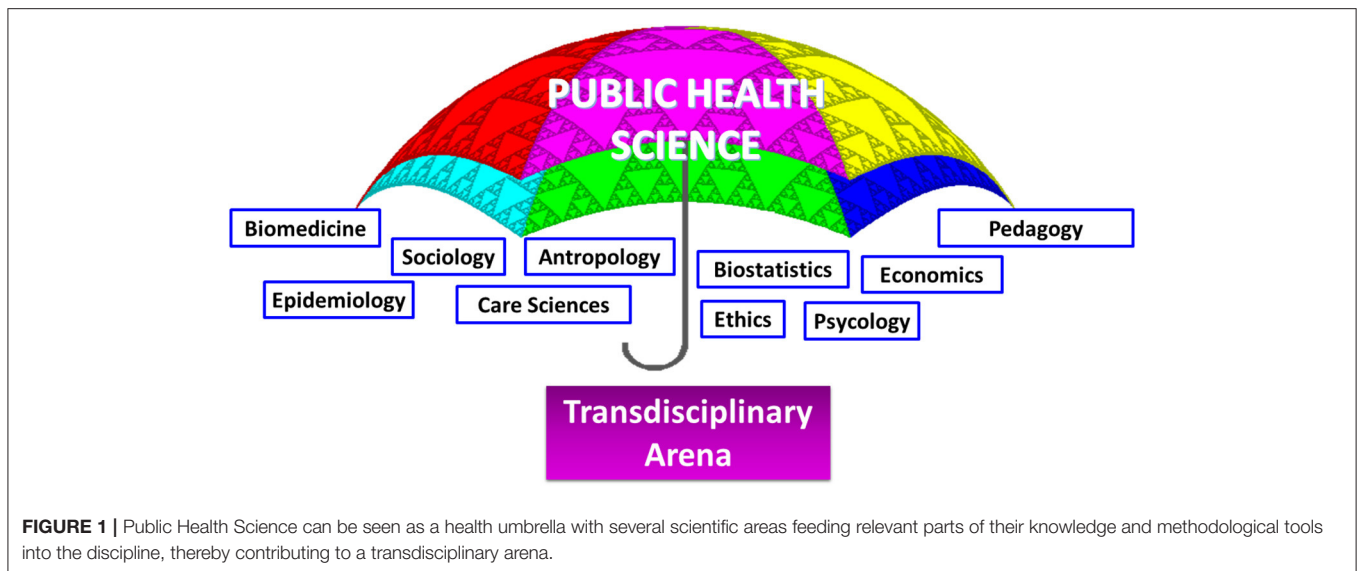 PUBLIC HEALTH
SCIENCE
Biomedicine
Pedagogy
Sociology
Antropology
Biostatistics
Economics
Epidemiology
Care Sciences
Ethics
Psycology
Transdisciplinary
Arena
FIGURE 1 | Public Health Science can be seen as a health umbrella with several scientific areas feeding relevant parts of their knowledge and methodological tools
into the discipline, thereby contributing to a transdisciplinary arena.